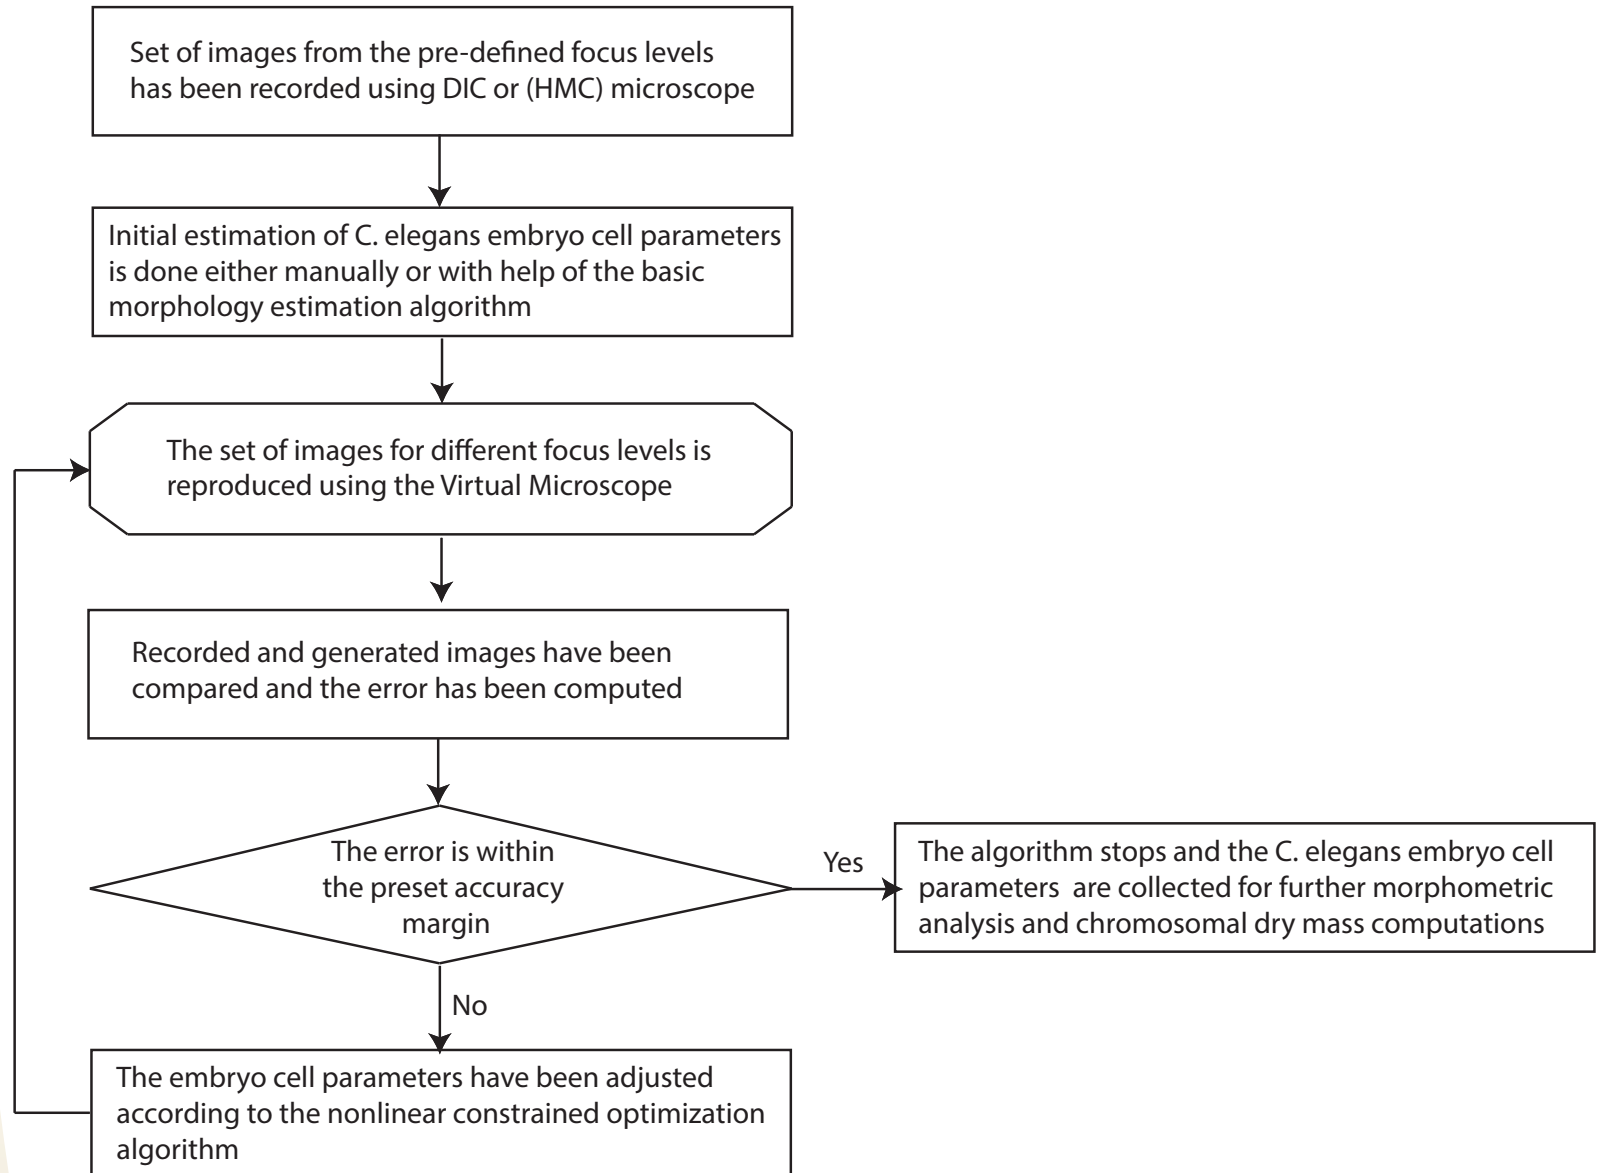 Set of images from the pre-defined focus levels
has been recorded using DIC or (HMC) microscope
Initial estimation of C. elegans embryo cell parameters
is done either manually or with help of the basic
morphology estimation algorithm
The set of images for different focus levels is
reproduced using the Virtual Microscope
Recorded and generated images have been
compared and the error has been computed
The error is within
the preset accuracy
margin
Yes
The algorithm stops and the C. elegans embryo cell
parameters are collected for further morphometric
analysis and chromosomal dry mass computations
No
The embryo cell parameters have been adjusted
according to the nonlinear constrained optimization
algorithm